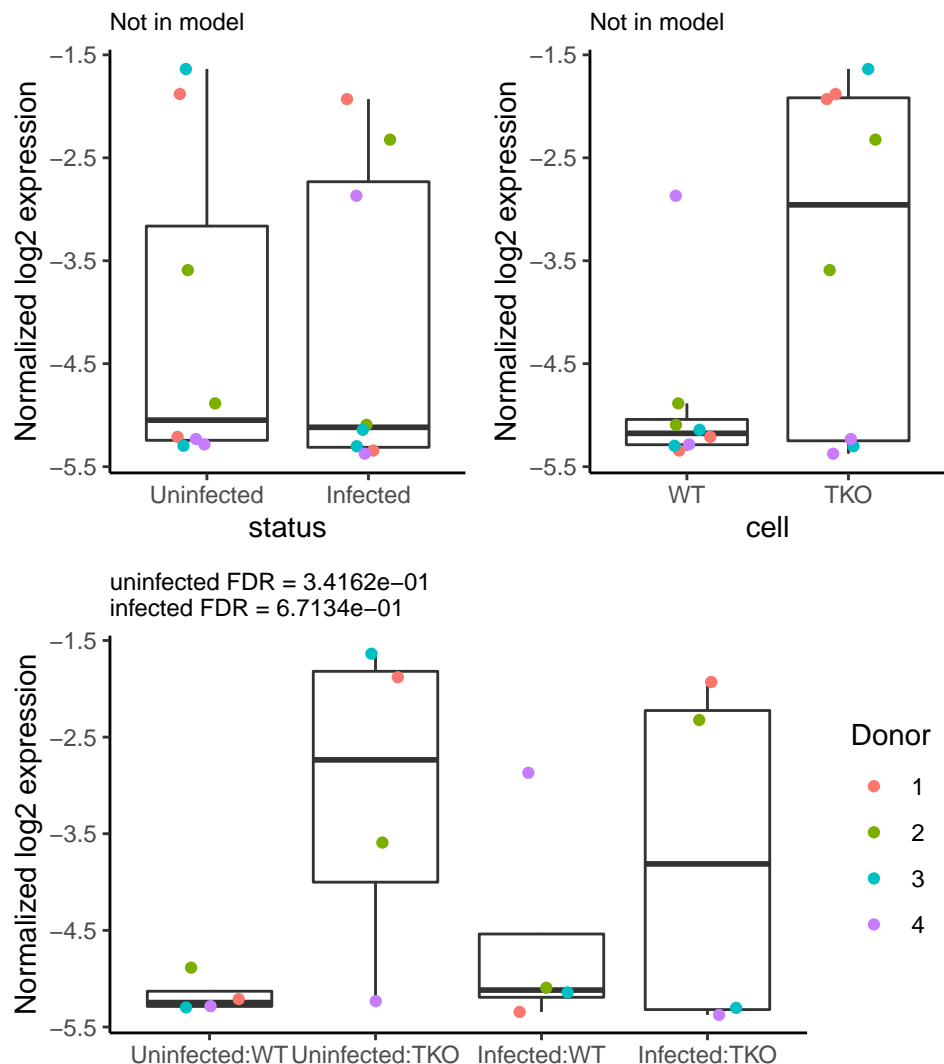 Not in model
Normalized log2 expression
−1.5
−2.5
−3.5
−4.5
−5.5
Uninfected Infected
status
Not in model
Normalized log2 expression
−1.5
−2.5
−3.5
−4.5
−5.5
WT TKO
cell
uninfected FDR = 3.4162e−01
infected FDR = 6.7134e−01
Normalized log2 expression
−1.5
−2.5
−3.5
−4.5
−5.5
Uninfected:WT Uninfected:TKO Infected:WT Infected:TKO
Donor
1
2
3
4